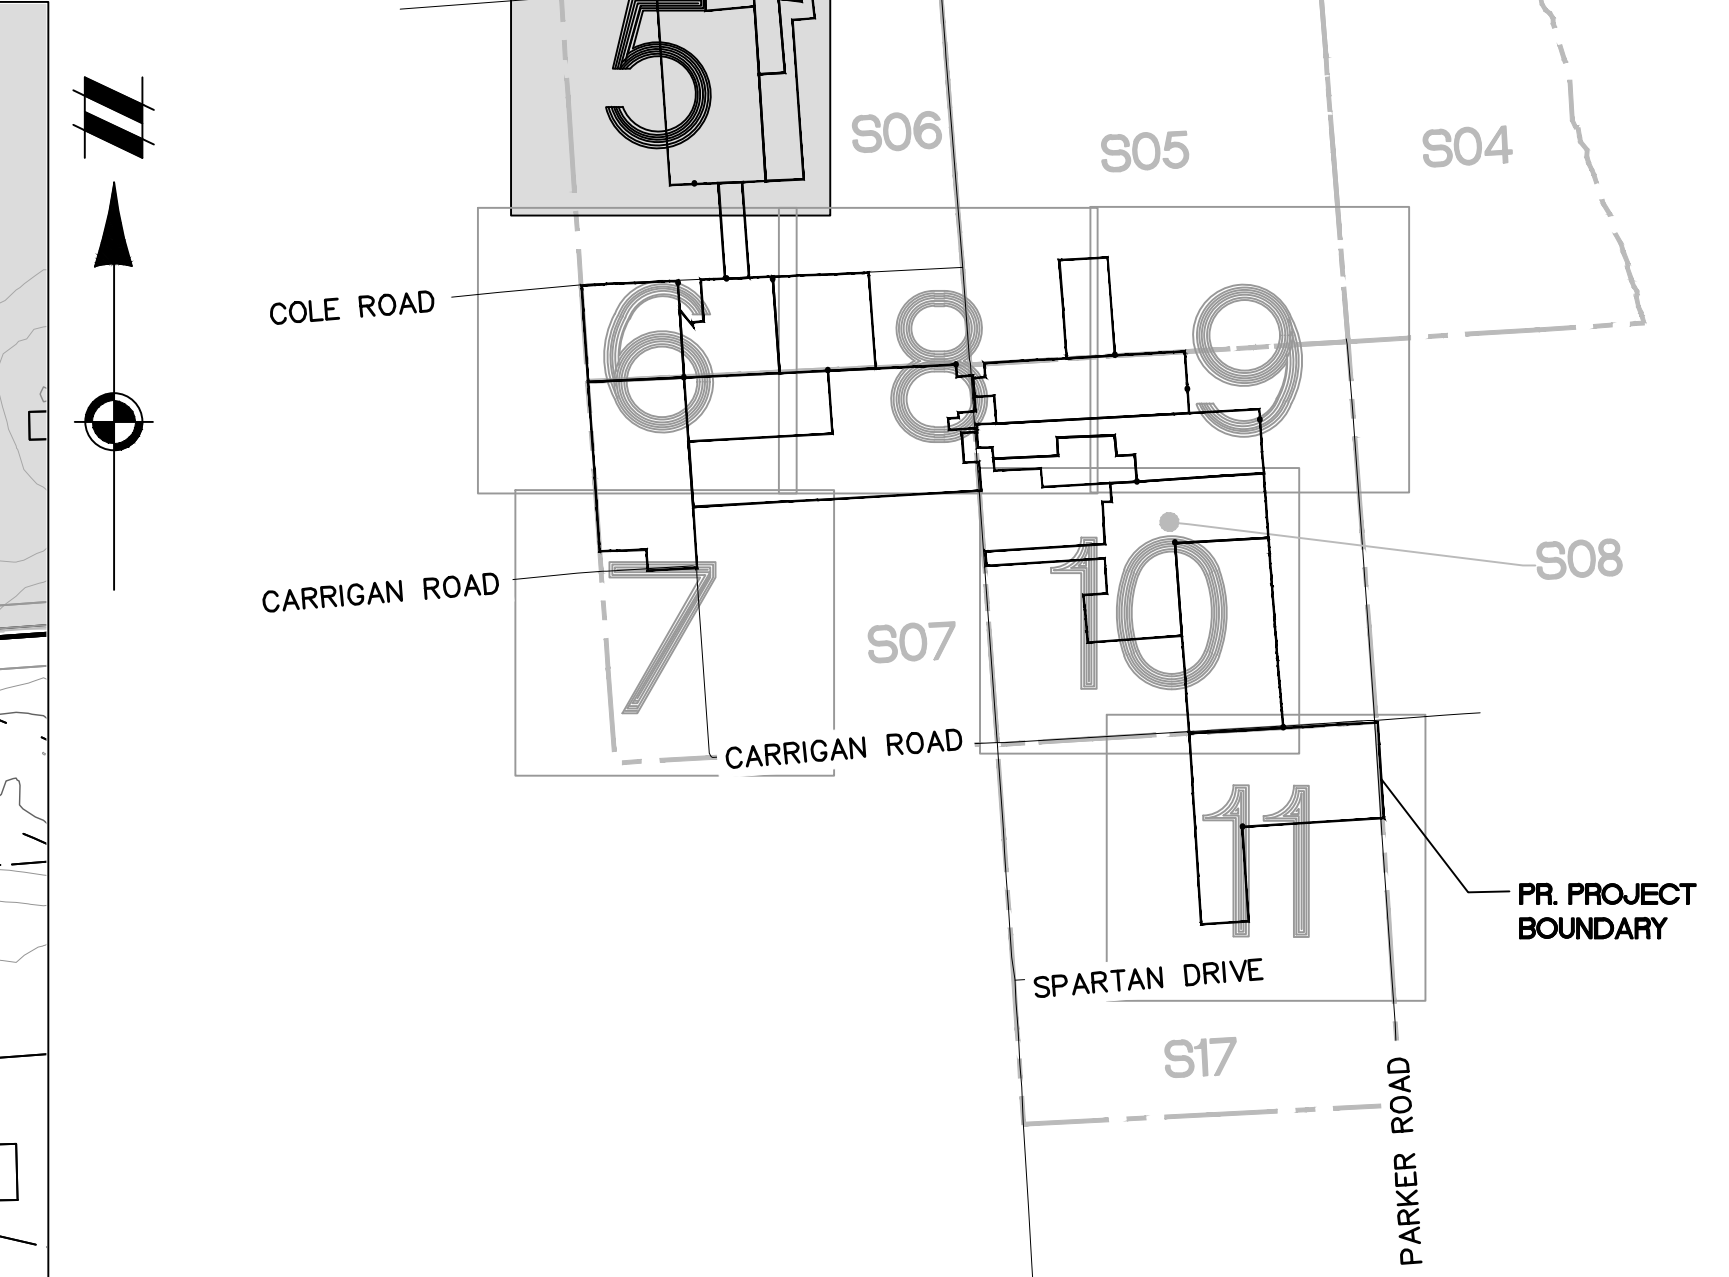 5
S06
S05
S04
COLE ROAD
6
8
9
CARRIGAN ROAD
7
S07
10
S08
CARRIGAN ROAD
11
PR. PROJECT
BOUNDARY
SPARTAN DRIVE
S17
PARKER ROAD